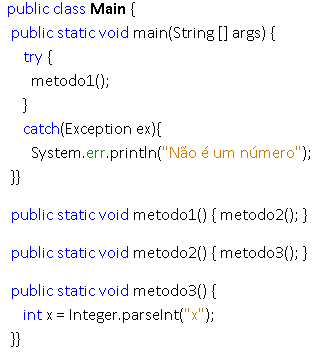 public class Main {
public static void main(String [] args) {
try {
metodo1();
}
catch(Exception ex){
System.err.println("Não é um número");
}}
public static void metodo1() { metodo2(); }
public static void metodo2() { metodo3(); }
public static void metodo3() {
int x = Integer.parseInt("x");
}}